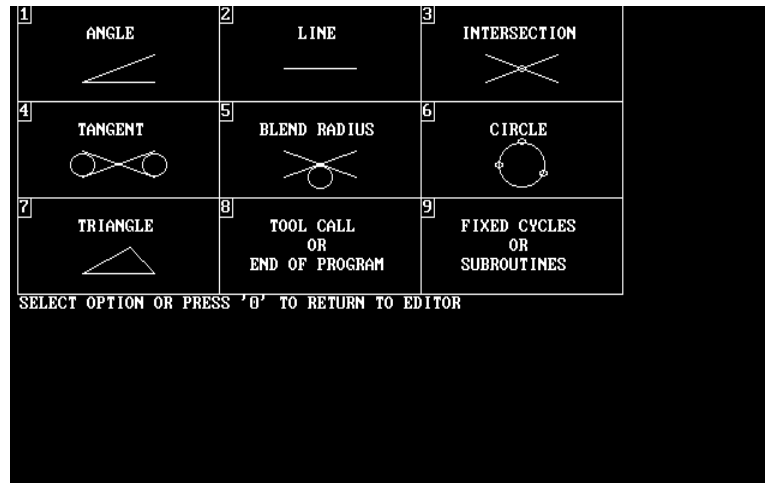 1
ANGLE
2
LINE
3
INTERSECTION
4
TANGENT
5
BLEND RADIUS
6
CIRCLE
7
TRIANGLE
8
TOOL CALL
OR
END OF PROGRAM
9
FIXED CYCLES
OR
SUBROUTINES
SELECT OPTION OR PRESS '0' TO RETURN TO EDITOR